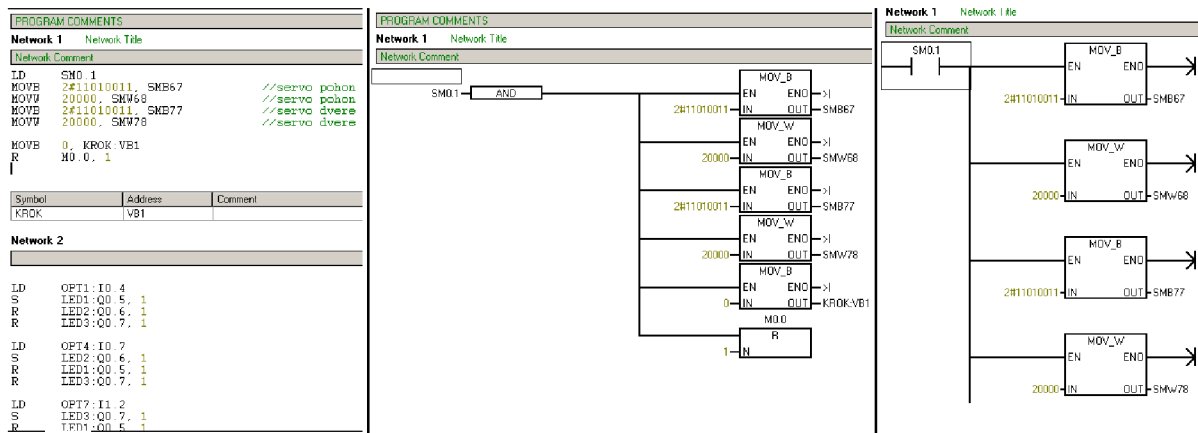 PROGRAM COMMENTS
Network 1 Network Title
Network Comment
LD SM0.1
MOVB 2#11010011, SMB67 //servo pohon
MOVW 20000, SMW68 //servo pohon
MOVB 2#11010011, SMB77 //servo dvere
MOVW 20000, SMW78 //servo dvere
MOVB 0, KROK:VB1
R M0.0, 1
Symbol Address Comment
KROK VB1
Network 2
LD OPT1:I0.4
S LED1:Q0.5, 1
R LED2:Q0.6, 1
R LED3:Q0.7, 1
LD OPT4:I0.7
S LED2:Q0.6, 1
R LED1:Q0.5, 1
R LED3:Q0.7, 1
LD OPT7:I1.2
S LED3:Q0.7, 1
R LED1:Q0.5, 1
PROGRAM COMMENTS
Network 1 Network Title
Network Comment
SM0.1 AND
MOV_B
EN ENO
2#11010011 IN OUT SMB67
MOV_W
EN ENO
20000 IN OUT SMW68
MOV_B
EN ENO
2#11010011 IN OUT SMB77
MOV_W
EN ENO
20000 IN OUT SMW78
MOV_B
EN ENO
0 IN OUT KROK:VB1
M0.0
R
1 N
Network 1 Network Title
Network Comment
SM0.1
MOV_B
EN ENO
2#11010011 IN OUT SMB67
MOV_W
EN ENO
20000 IN OUT SMW68
MOV_B
EN ENO
2#11010011 IN OUT SMB77
MOV_W
EN ENO
20000 IN OUT SMW78